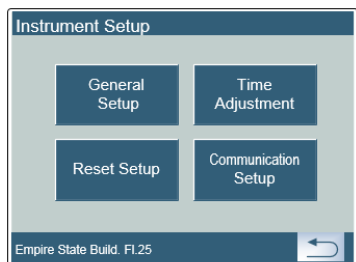 Instrument Setup
General
Setup
Time
Adjustment
Reset Setup
Communication
Setup
Empire State Build. Fl.25